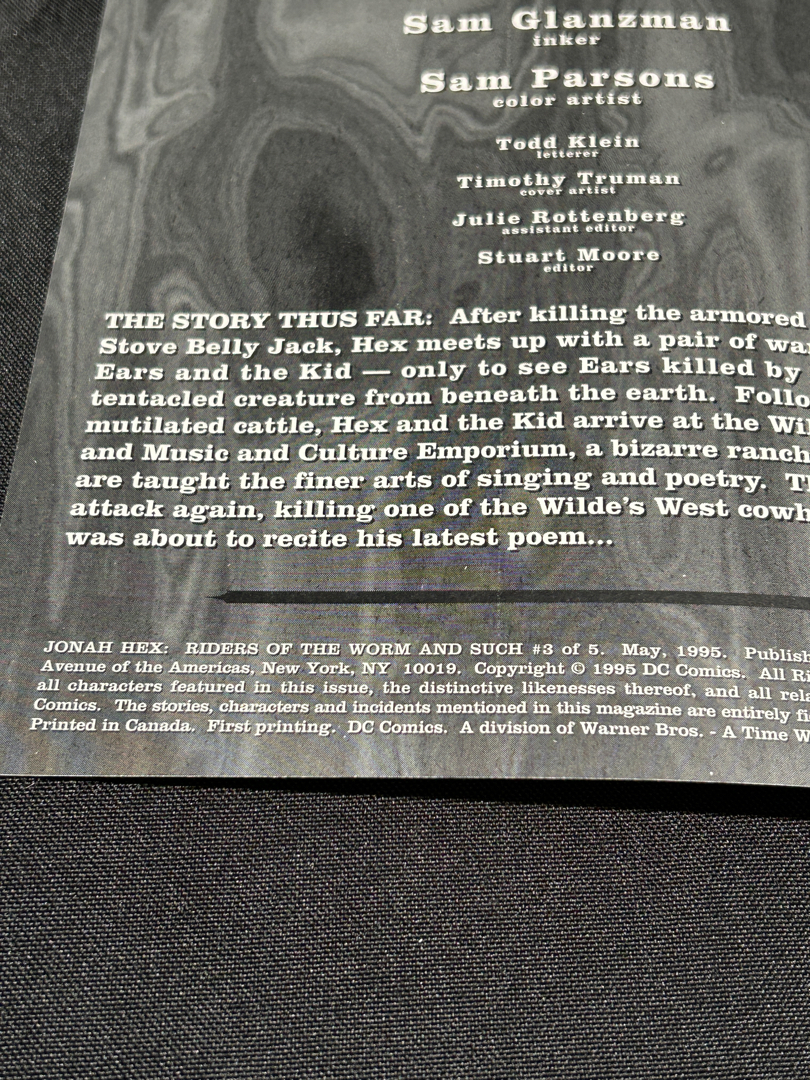 Sam Glanzman
inker
Sam Parsons
color artist
Todd Klein
letterer
Timothy Truman
cover artist
Julie Rottenberg
assistant editor
Stuart Moore
editor
THE STORY THUS FAR: After killing the armored
Stove Belly Jack, Hex meets up with a pair of
Ears and the Kid — only to see Ears killed by
tentacled creature from beneath the earth.
mutilated cattle, Hex and the Kid arrive at the
and Music and Culture Emporium, a bizarre ranch
are taught the finer arts of singing and poetry.
attack again, killing one of the Wilde's West
was about to recite his latest poem...
JONAH HEX: RIDERS OF THE WORM AND SUCH #3 of 5. May, 1995.
Avenue of the Americas, New York, NY 10019. Copyright © 1995 DC Comics. All
all characters featured in this issue, the distinctive likenesses thereof, and all
Comics. The stories, characters and incidents mentioned in this magazine are entirely
Printed in Canada. First printing. DC Comics. A division of Warner Bros. - A Time